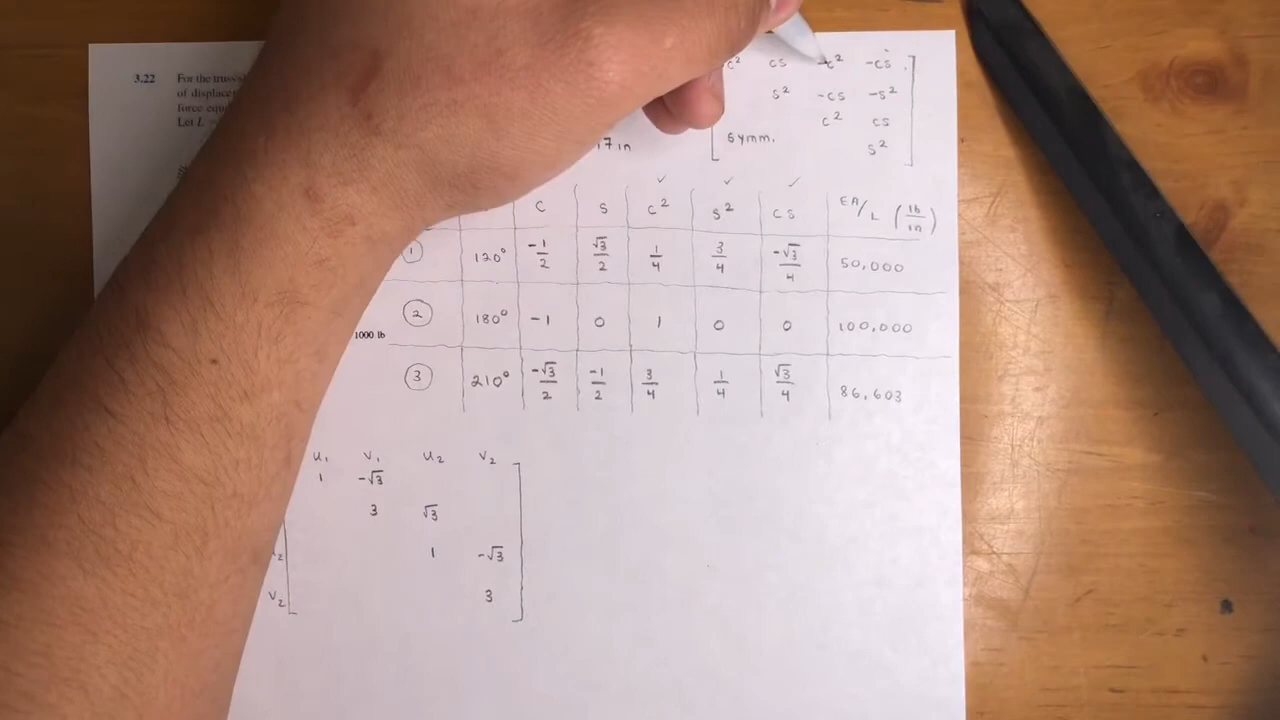 3.22 For the truss
of displace
force equ
Let L
c² cs -c² -cs
s² -cs -s²
c² cs
symm. s²
17 in
C S C² S² CS EA/L (lb/in)
① 120° -1/2 √3/2 1/4 3/4 -√3/4 50,000
② 180° -1 0 1 0 0 100,000
1000 lb
③ 210° -√3/2 -1/2 3/4 1/4 √3/4 86,603
u₁ v₁ u₂ v₂
1 -√3
3 √3
u₂ 1 -√3
v₂ 3